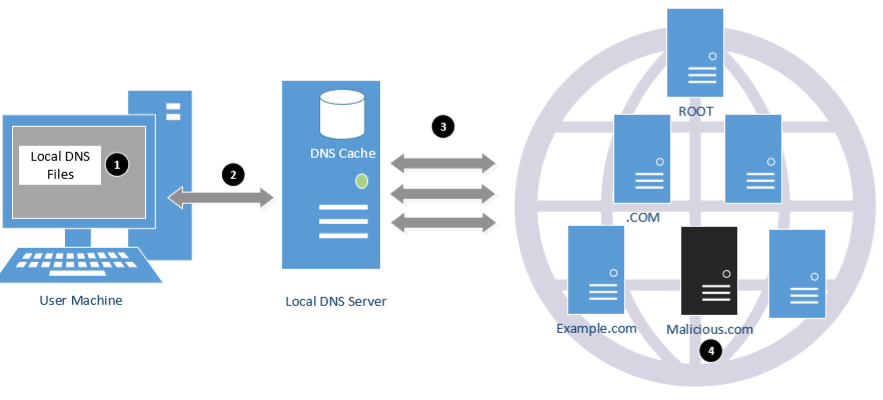 ROOT
3
DNS Cache
Local DNS
Files
1
2
.COM
User Machine
Local DNS Server
Example.com
Malicious.com
4